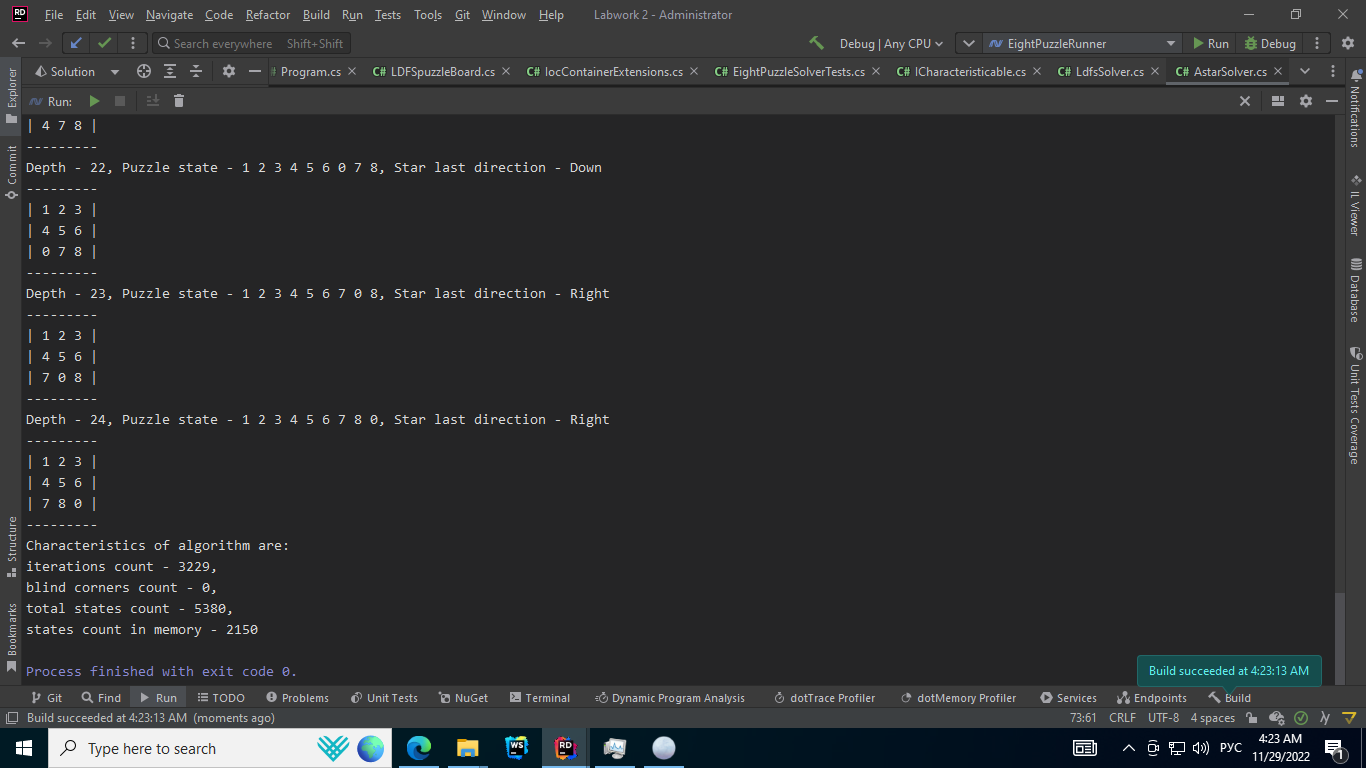 RD File Edit View Navigate Code Refactor Build Run Tests Tools Git Window Help Labwork 2 - Administrator
Search everywhere Shift+Shift Debug | Any CPU EightPuzzleRunner Run Debug
Solution Program.cs C# LDFSpuzzleBoard.cs C# IocContainerExtensions.cs C# EightPuzzleSolverTests.cs C# ICharacteristicable.cs C# LdfsSolver.cs C# AstarSolver.cs
Run:
| 4 7 8 |
---------
Depth - 22, Puzzle state - 1 2 3 4 5 6 0 7 8, Star last direction - Down
---------
| 1 2 3 |
| 4 5 6 |
| 0 7 8 |
---------
Depth - 23, Puzzle state - 1 2 3 4 5 6 7 0 8, Star last direction - Right
---------
| 1 2 3 |
| 4 5 6 |
| 7 0 8 |
---------
Depth - 24, Puzzle state - 1 2 3 4 5 6 7 8 0, Star last direction - Right
---------
| 1 2 3 |
| 4 5 6 |
| 7 8 0 |
---------
Characteristics of algorithm are:
iterations count - 3229,
blind corners count - 0,
total states count - 5380,
states count in memory - 2150
Process finished with exit code 0.
Explorer
Commit
Structure
Bookmarks
Notifications
IL Viewer
Database
Unit Tests Coverage
Build succeeded at 4:23:13 AM
Git Find Run TODO Problems Unit Tests NuGet Terminal Dynamic Program Analysis dotTrace Profiler dotMemory Profiler Services Endpoints Build
Build succeeded at 4:23:13 AM (moments ago) 73:61 CRLF UTF-8 4 spaces
Type here to search WS RD РУС 4:23 AM
11/29/2022
1